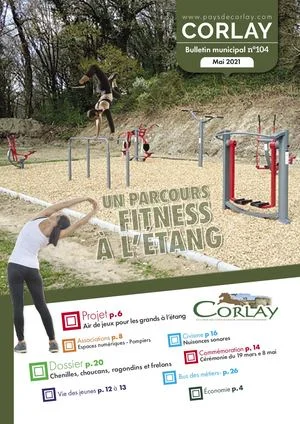 www.paysdecorlay.com
CORLAY
Bulletin municipal n°104
Mai 2021
UN PARCOURS
FITNESS
A L'ÉTANG
Projet p.6
Air de jeux pour les grands à l'étang
CORLAY
Associations p. 8
Espaces numériques - Pompiers
Civisme p 16
Nuisances sonores
Dossier p.20
Chenilles, choucans, ragondins et frelons
Commémoration p. 14
Cérémonie du 19 mars et 8 mai
Bus des métiers - p. 26
Vie des jeunes p. 12 à 13
Économie p. 4